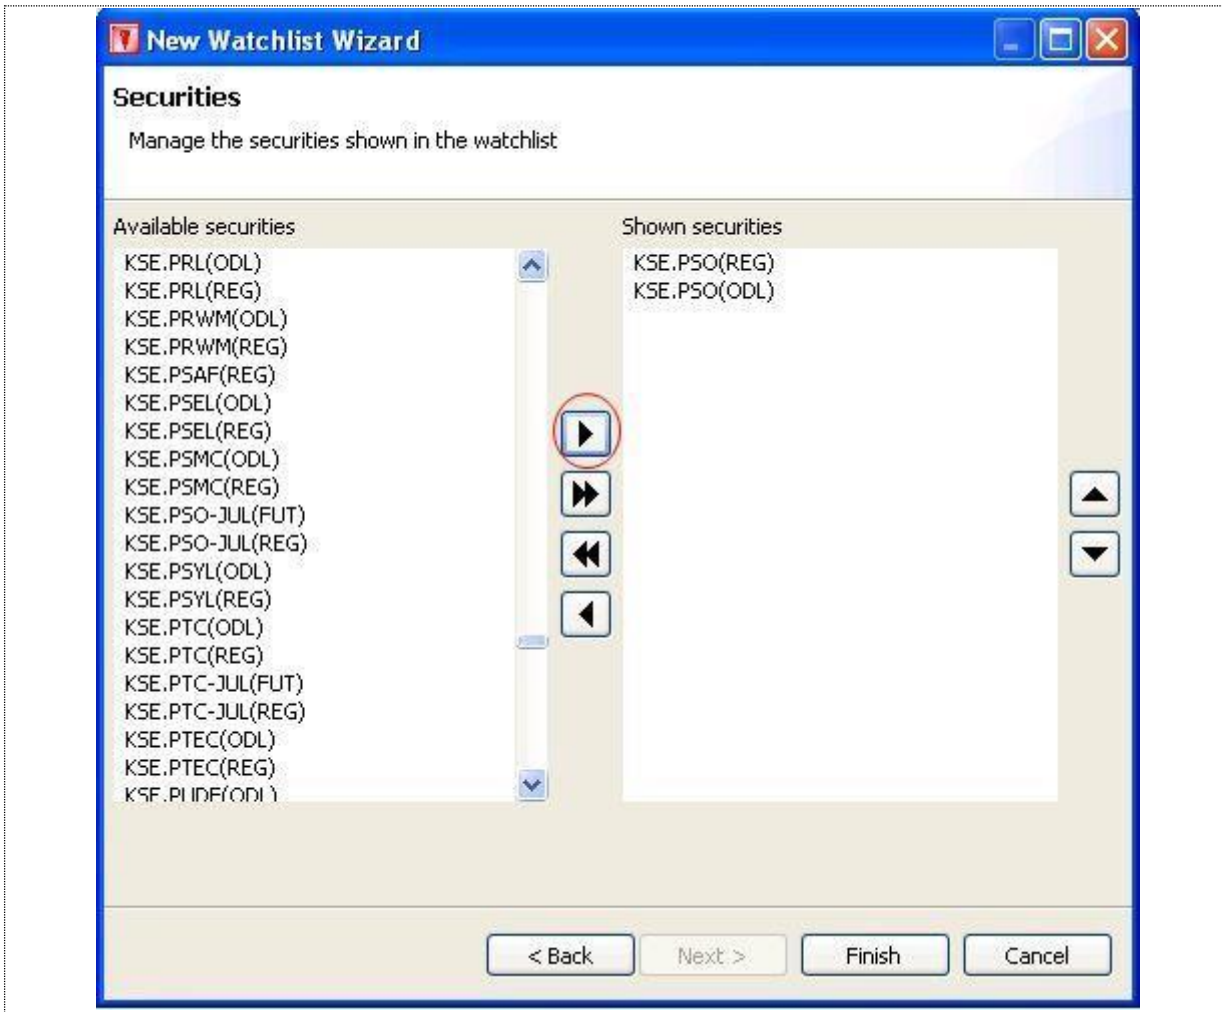 New Watchlist Wizard
Securities
Manage the securities shown in the watchlist
Available securities
KSE.PRL(ODL)
KSE.PRL(REG)
KSE.PRWM(ODL)
KSE.PRWM(REG)
KSE.PSAF(REG)
KSE.PSEL(ODL)
KSE.PSEL(REG)
KSE.PSMC(ODL)
KSE.PSMC(REG)
KSE.PSO-JUL(FUT)
KSE.PSO-JUL(REG)
KSE.PSYL(ODL)
KSE.PSYL(REG)
KSE.PTC(ODL)
KSE.PTC(REG)
KSE.PTC-JUL(FUT)
KSE.PTC-JUL(REG)
KSE.PTEC(ODL)
KSE.PTEC(REG)
Shown securities
KSE.PSO(REG)
KSE.PSO(ODL)
< Back Next > Finish Cancel